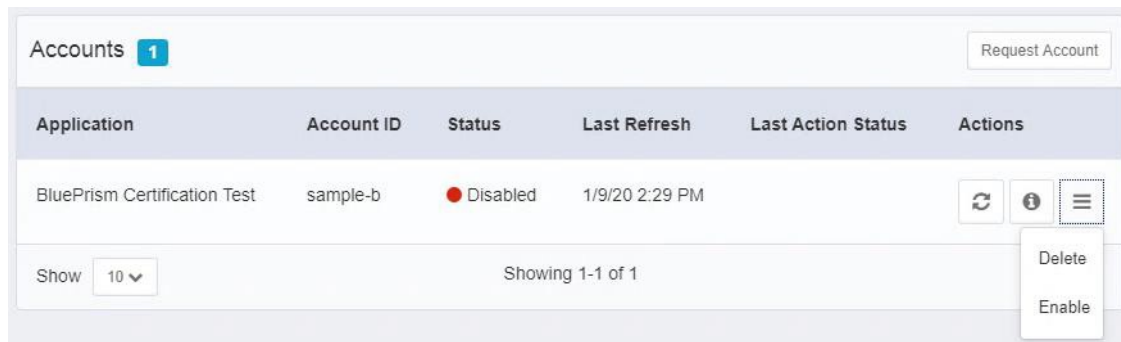 Accounts 1 Request Account
Application Account ID Status Last Refresh Last Action Status Actions
BluePrism Certification Test sample-b Disabled 1/9/20 2:29 PM
Delete
Show 10 Showing 1-1 of 1
Enable